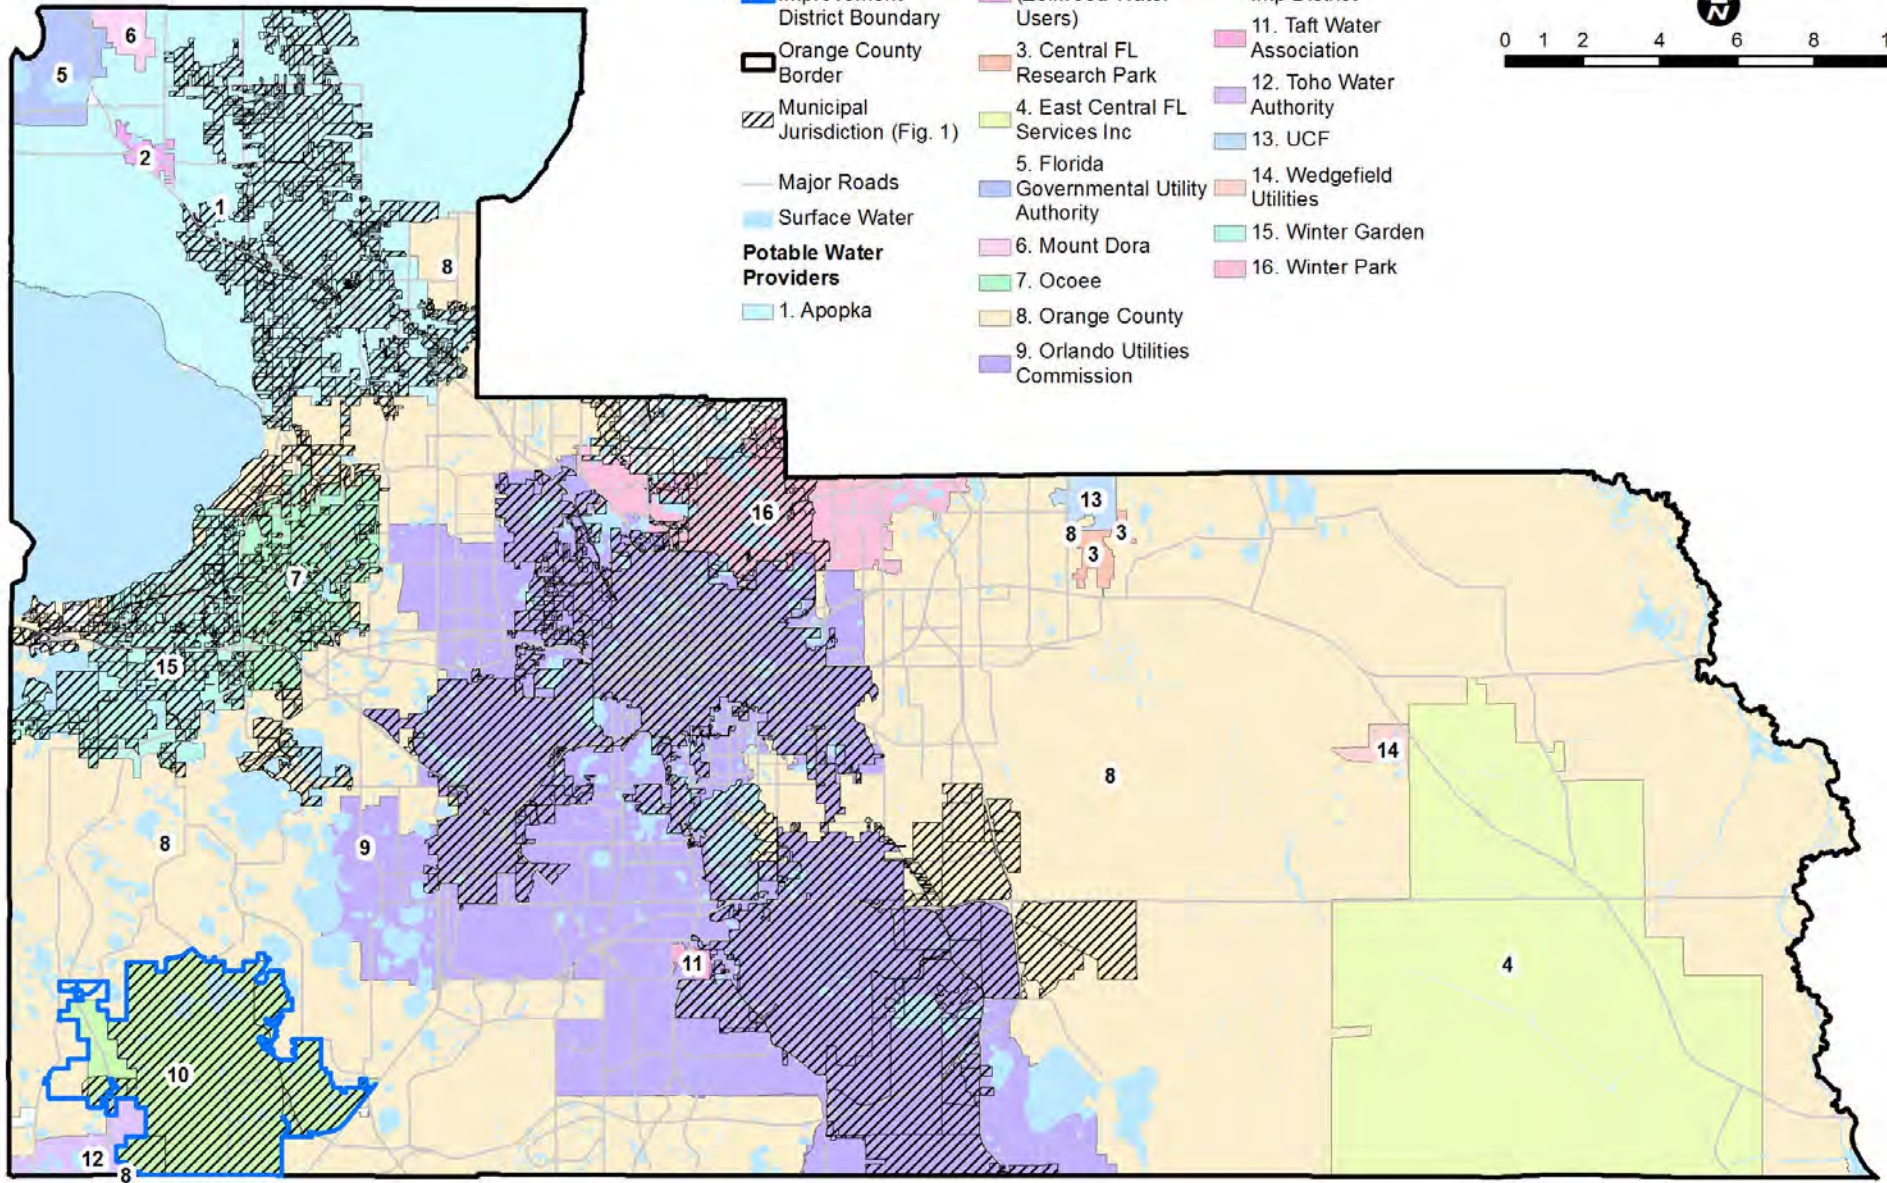 Improvement
District Boundary
Orange County
Border
Municipal
Jurisdiction (Fig. 1)
Major Roads
Surface Water
Potable Water
Providers
1. Apopka
Users)
3. Central FL
Research Park
4. East Central FL
Services Inc
5. Florida
Governmental Utility
Authority
6. Mount Dora
7. Ocoee
8. Orange County
9. Orlando Utilities
Commission
11. Taft Water
Association
12. Toho Water
Authority
13. UCF
14. Wedgefield
Utilities
15. Winter Garden
16. Winter Park
N
0 1 2 4 6 8
6
5
2
1
8
16
13
8
3
3
7
15
14
8
8
9
11
4
10
12
8